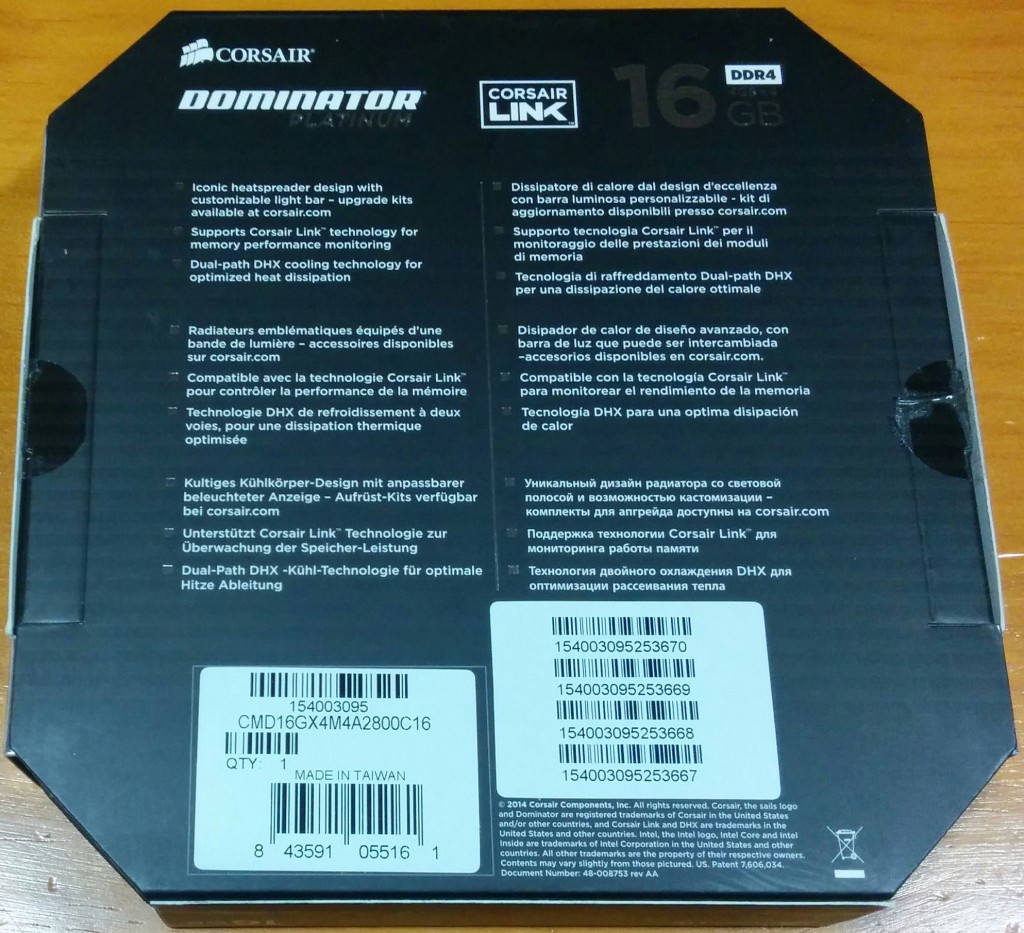 CORSAIR
DOMINATOR®
PLATINUM
CORSAIR
LINK™
16
DDR4
GB
Iconic heatspreader design with
customizable light bar – upgrade kits
available at corsair.com
Supports Corsair Link™ technology for
memory performance monitoring
Dual-path DHX cooling technology for
optimized heat dissipation
Radiateurs emblématiques équipés d'une
bande de lumière – accessoires disponibles
sur corsair.com
Compatible avec la technologie Corsair Link™
pour contrôler la performance de la mémoire
Technologie DHX de refroidissement à deux
voies, pour une dissipation thermique
optimisée
Kultiges Kühlkörper-Design mit anpassbarer
beleuchteter Anzeige – Aufrüst-Kits verfügbar
bei corsair.com
Unterstützt Corsair Link™ Technologie zur
Überwachung der Speicher-Leistung
Dual-Path DHX -Kühl-Technologie für optimale
Hitze Ableitung
Dissipatore di calore dal design d'eccellenza
con barra luminosa personalizzabile - kit di
aggiornamento disponibili presso corsair.com
Supporto tecnologia Corsair Link™ per il
monitoraggio delle prestazioni dei moduli
di memoria
Tecnologia di raffreddamento Dual-path DHX
per una dissipazione del calore ottimale
Disipador de calor de diseño avanzado, con
barra de luz que puede ser intercambiada
–accesorios disponibles en corsair.com.
Compatible con la tecnología Corsair Link™
para monitorear el rendimiento de la memoria
Tecnología DHX para una optima disipación
de calor
Уникальный дизайн радиатора со световой
полосой и возможностью кастомизации –
комплекты для апгрейда доступны на corsair.com
Поддержка технологии Corsair Link™ для
мониторинга работы памяти
Технология двойного охлаждения DHX для
оптимизации рассеивания тепла
154003095
CMD16GX4M4A2800C16
QTY: 1
MADE IN TAIWAN
8 43591 05516 1
154003095253670
154003095253669
154003095253668
154003095253667
© 2014 Corsair Components, Inc. All rights reserved. Corsair, the sails logo
and Dominator are registered trademarks of Corsair in the United States
and/or other countries, and Corsair Link and DHX are trademarks in the
United States and other countries. Intel, the Intel logo, Intel Core and Intel
Inside are trademarks of Intel Corporation in the United States and other
countries. All other trademarks are the property of their respective owners.
Contents may vary slightly from those pictured. US. Patent 7,606,034.
Document Number: 48-008753 rev AA